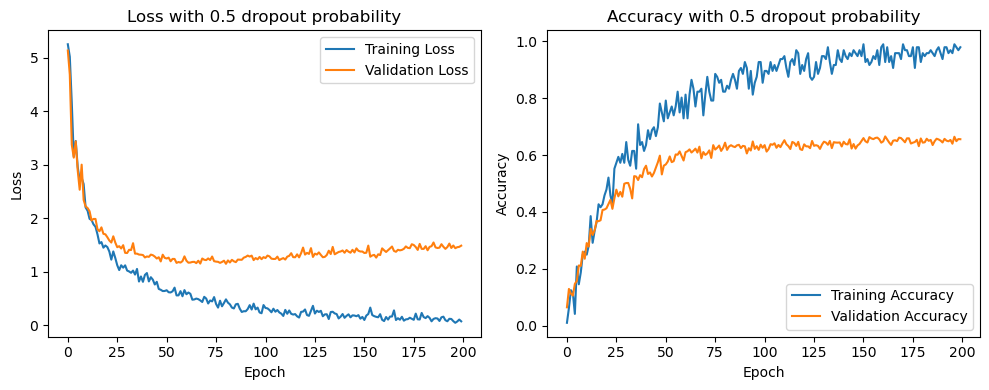 Loss with 0.5 dropout probability
Training Loss
Validation Loss
Loss
5
4
3
2
1
0
0 25 50 75 100 125 150 175 200
Epoch
Accuracy with 0.5 dropout probability
Accuracy
1.0
0.8
0.6
0.4
0.2
0.0
Training Accuracy
Validation Accuracy
0 25 50 75 100 125 150 175 200
Epoch